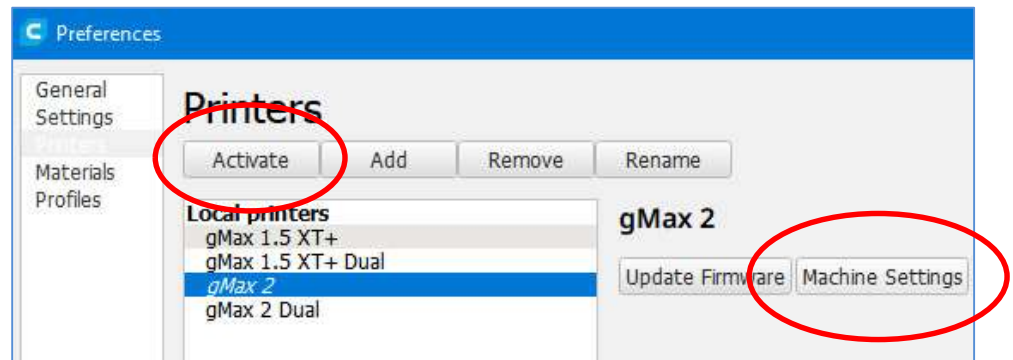 Preferences
General
Settings
Printers
Materials
Profiles
Printers
Activate Add Remove Rename
Local printers
gMax 1.5 XT+
gMax 1.5 XT+ Dual
gMax 2
gMax 2 Dual
gMax 2
Update Firmware Machine Settings